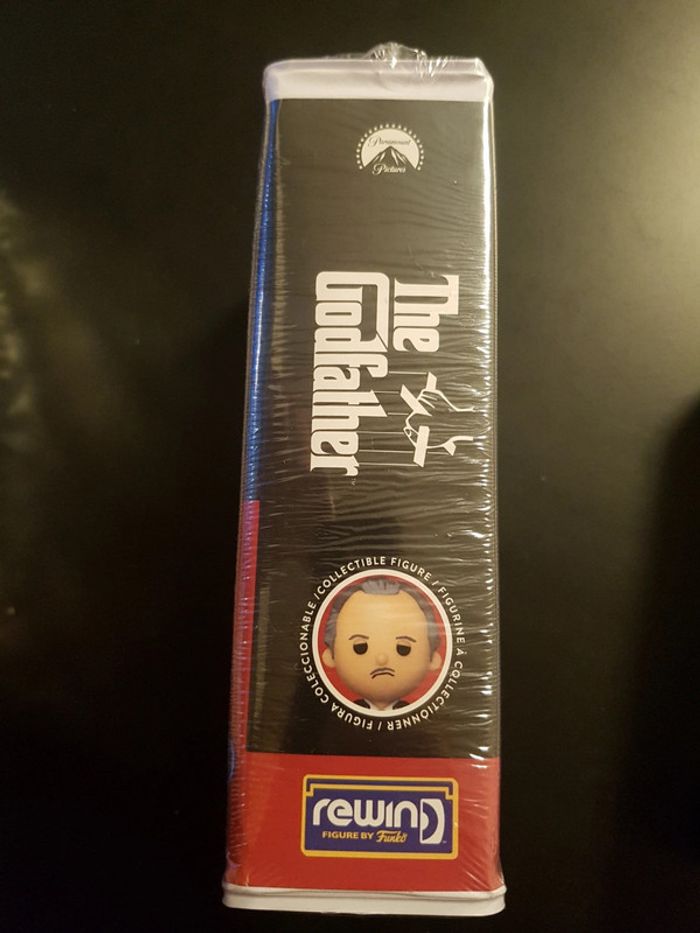 Paramount
Pictures
The
Godfather
FIGURA COLECCIONABLE / COLLECTIBLE FIGURE / FIGURINE À COLLECTIONNER /
rewind
FIGURE BY Funko